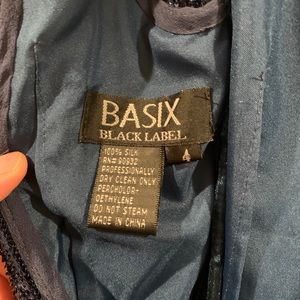 BASIX
BLACK LABEL
4
100% SILK
RN# 90932
PROFESSIONALLY
DRY CLEAN ONLY
PERCHLOR-
OETHYLENE
DO NOT STEAM
MADE IN CHINA